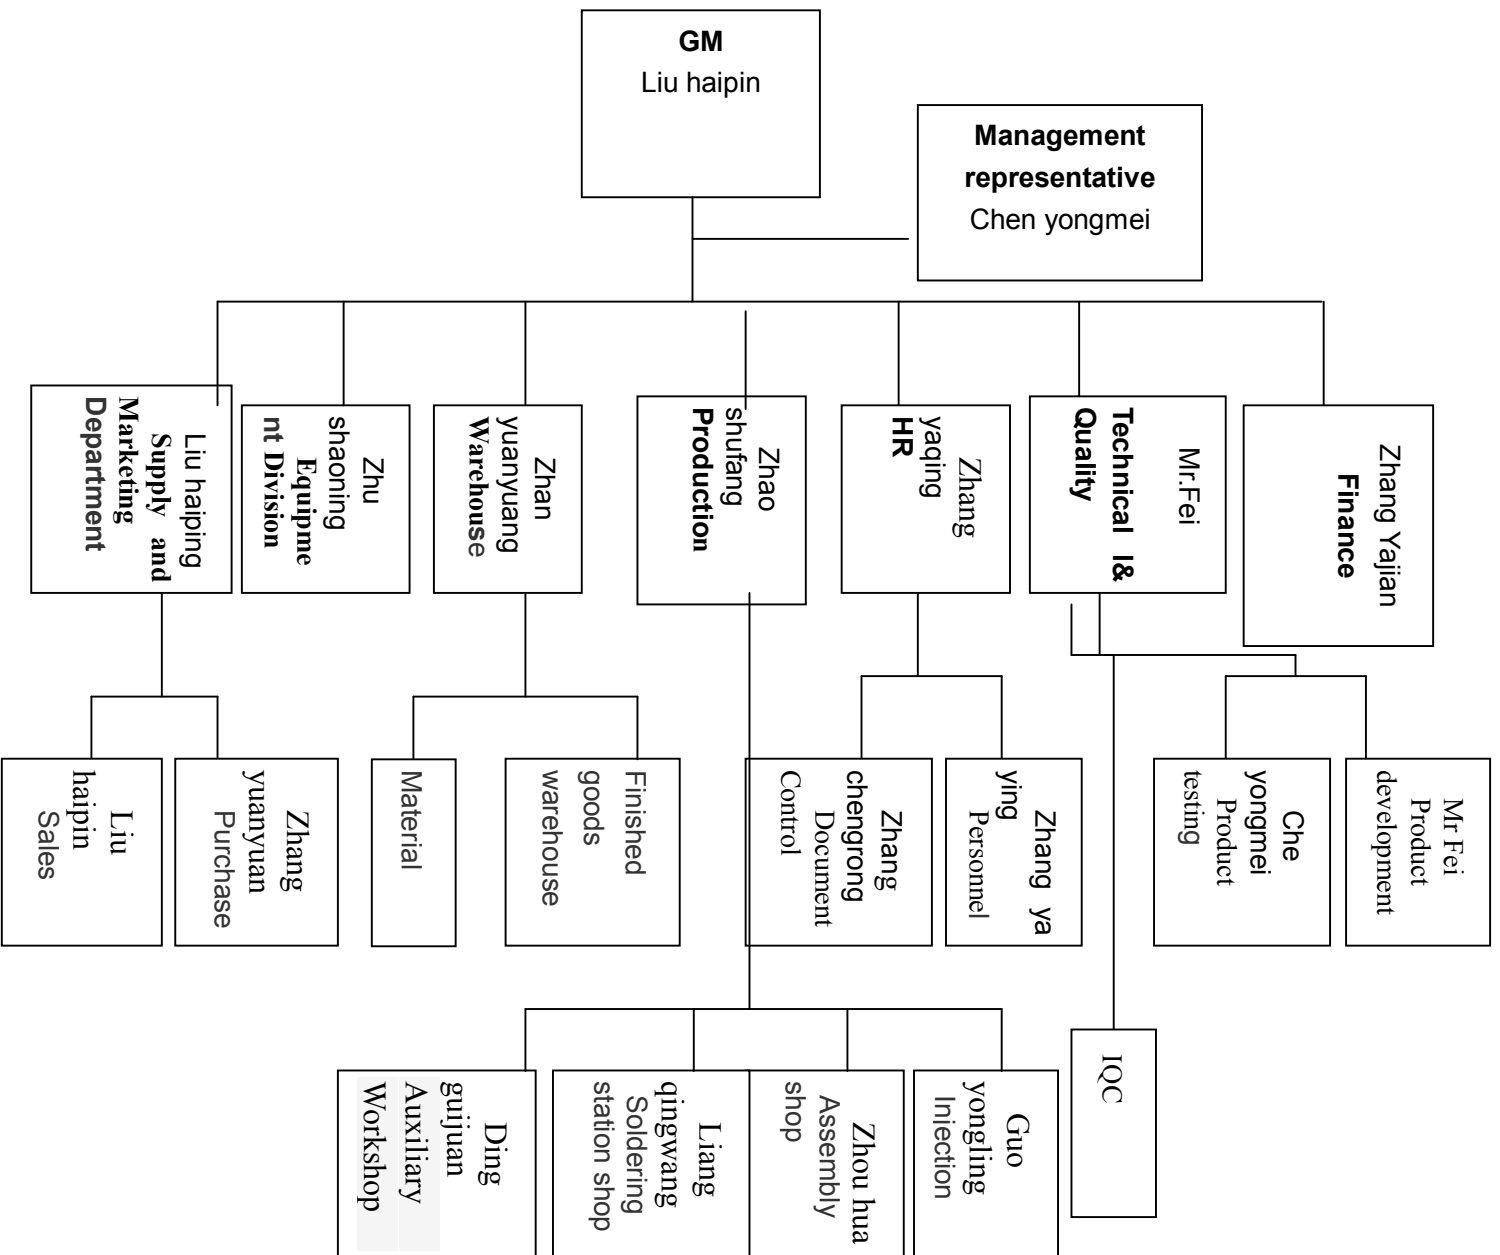 GM
Liu haipin
Management
representative
Chen yongmei
Liu haiping
Supply and
Marketing
Department
Zhu
shaoning
Equipme
nt Division
Zhan
yuanyuang
Warehouse
Zhao
shufang
Production
Zhang
yaqing
HR
Mr.Fei
Technical I&
Quality
Zhang Yajian
Finance
Liu
haipin
Sales
Zhang
yuanyuan
Purchase
Material
Finished
goods
warehouse
Zhang
chengrong
Document
Control
Zhang ya
ying
Personnel
Che
yongmei
Product
testing
Mr Fei
Product
development
Ding
guijuan
Auxiliary
Workshop
Liang
qingwang
Soldering
station shop
Zhou hua
Assembly
shop
Guo
yongling
Injection
IQC